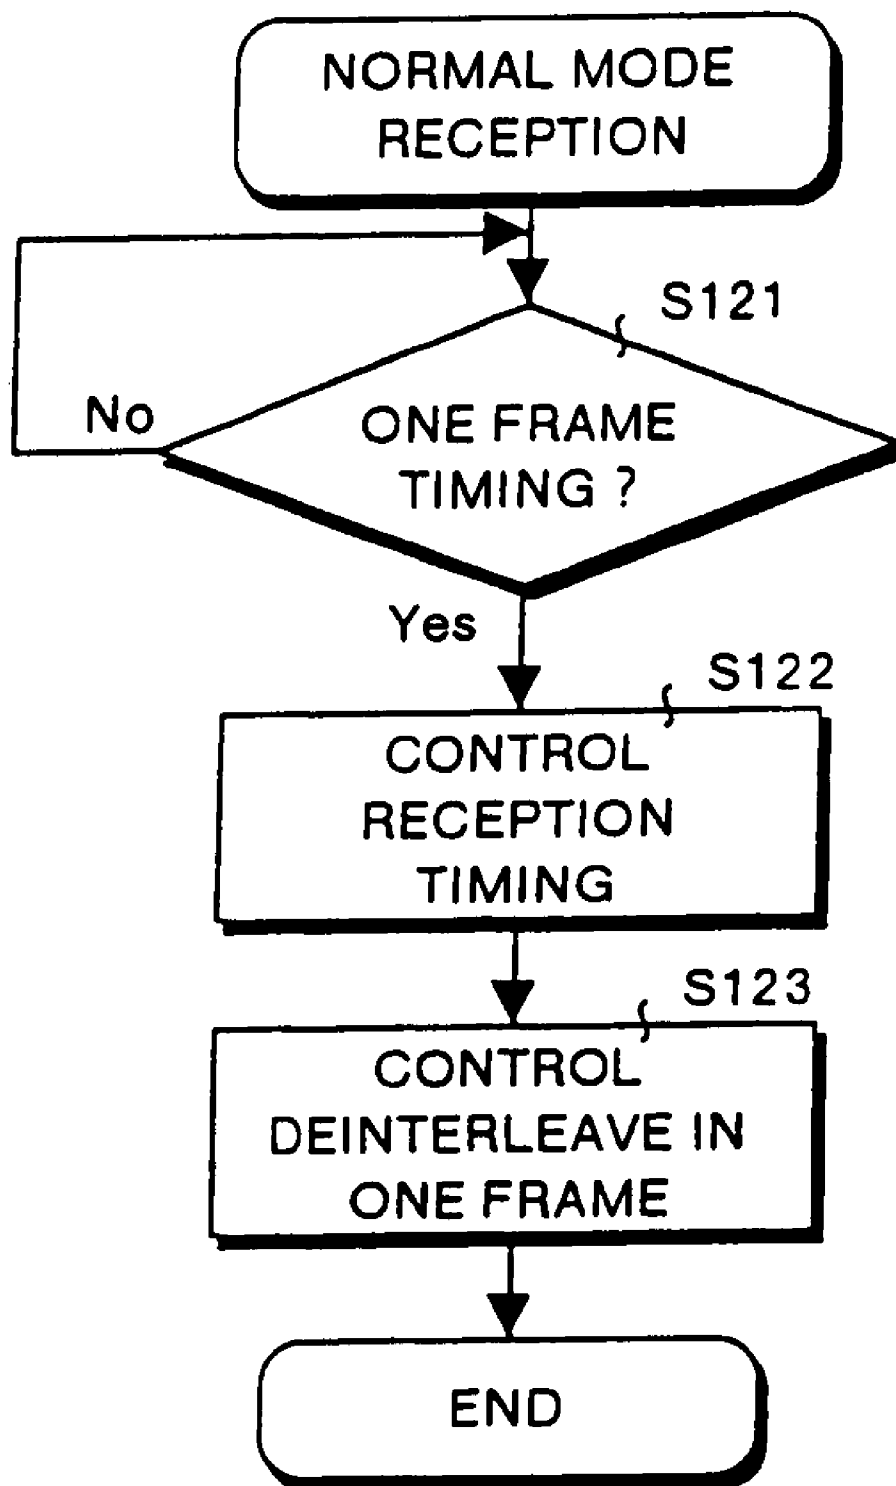 NORMAL MODE
RECEPTION
S121
No
ONE FRAME
TIMING ?
Yes
S122
CONTROL
RECEPTION
TIMING
S123
CONTROL
DEINTERLEAVE IN
ONE FRAME
END